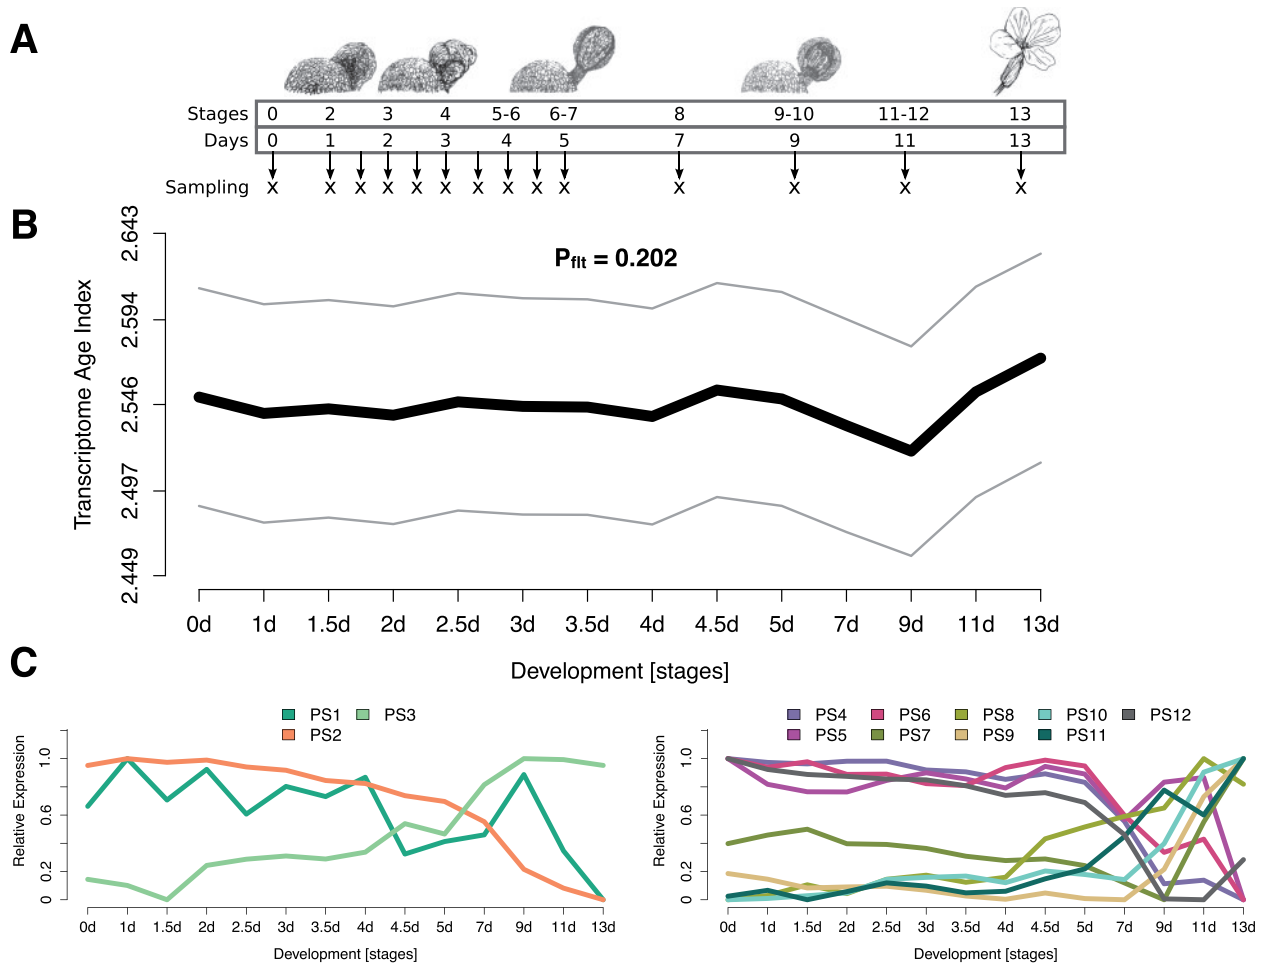 A
Stages 0 2 3 4 5-6 6-7 8 9-10 11-12 13
Days 0 1 2 3 4 5 7 9 11 13
Sampling x x x x x x x x x x x x x x
B
Pflt = 0.202
Transcriptome Age Index
2.643
2.594
2.546
2.497
2.449
0d 1d 1.5d 2d 2.5d 3d 3.5d 4d 4.5d 5d 7d 9d 11d 13d
Development [stages]
C
PS1 PS3
PS2
Relative Expression
1.0
0.6
0.2
0
0d 1d 1.5d 2d 2.5d 3d 3.5d 4d 4.5d 5d 7d 9d 11d 13d
Development [stages]
PS4 PS6 PS8 PS10 PS12
PS5 PS7 PS9 PS11
Relative Expression
1.0
0.6
0.2
0
0d 1d 1.5d 2d 2.5d 3d 3.5d 4d 4.5d 5d 7d 9d 11d 13d
Development [stages]